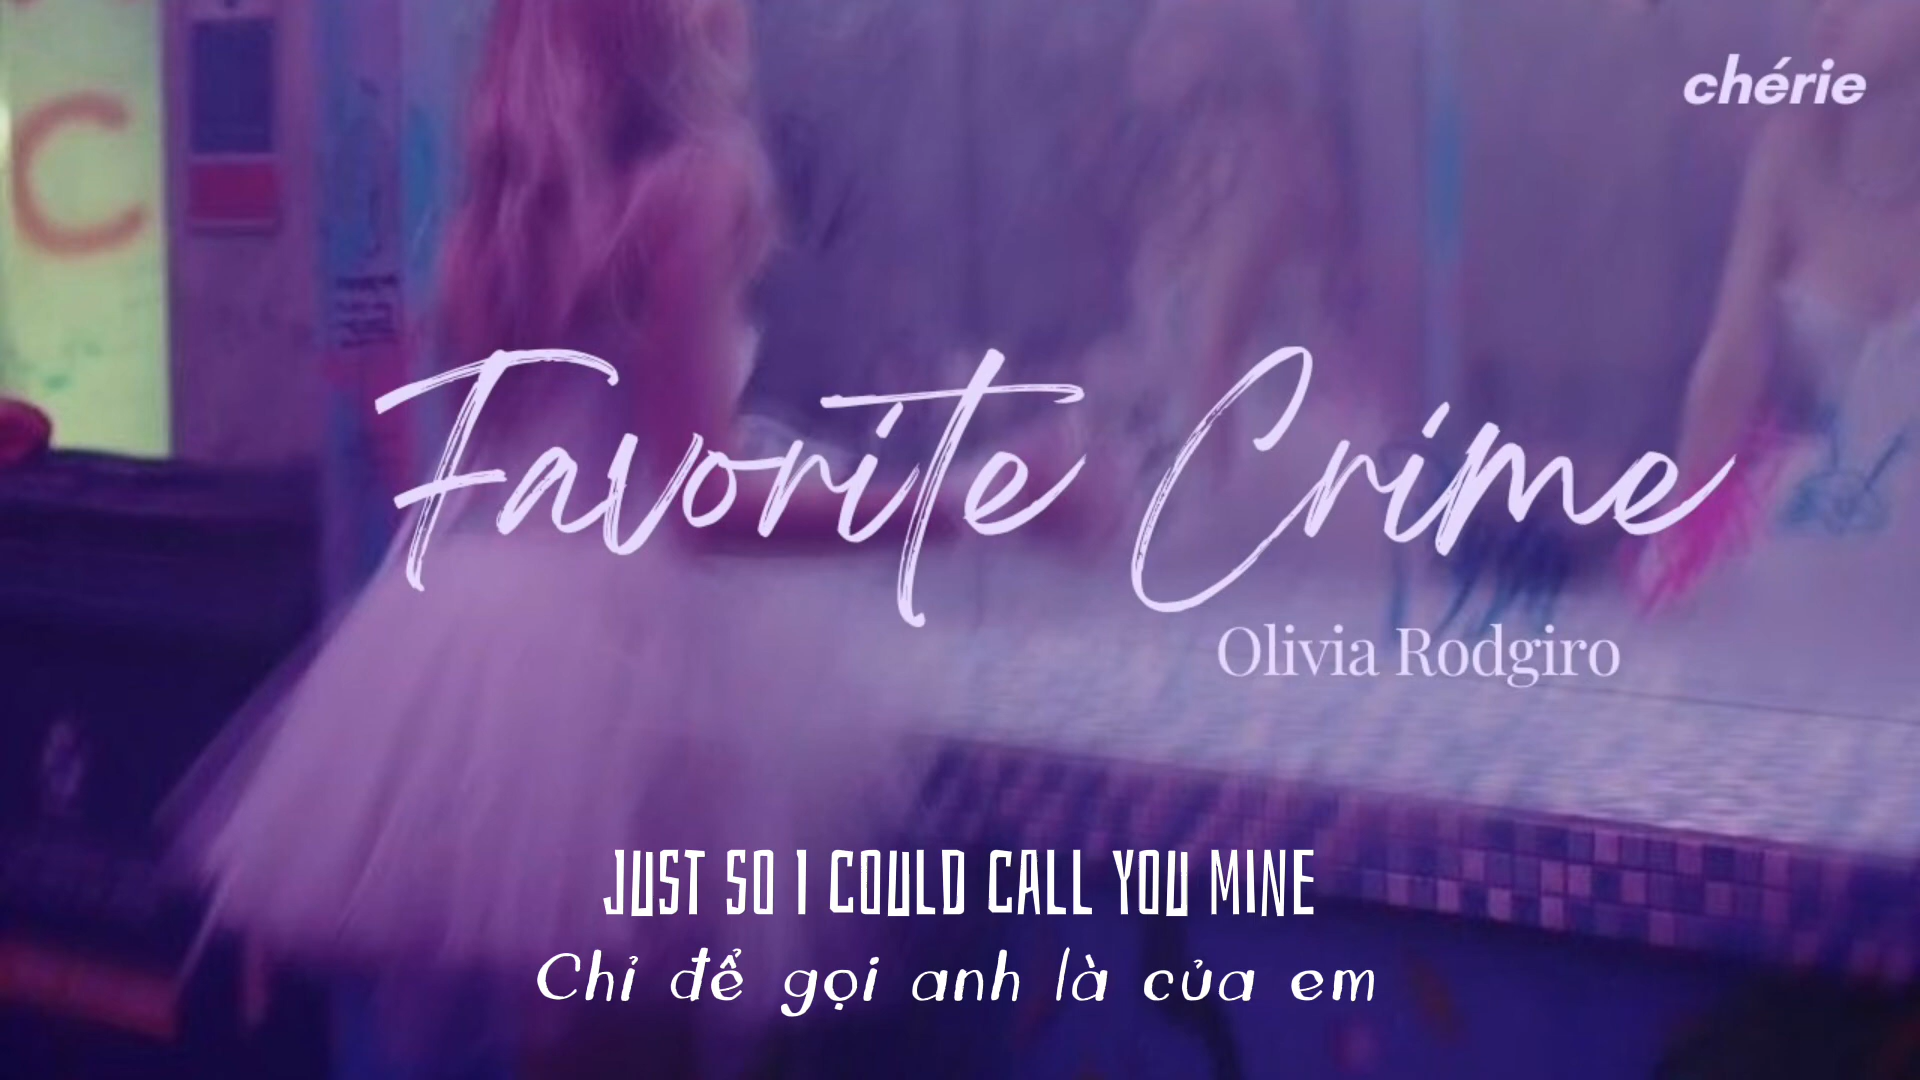 chérie
Favorite Crime
Olivia Rodgiro
JUST SO I COULD CALL YOU MINE
Chỉ để gọi anh là của em